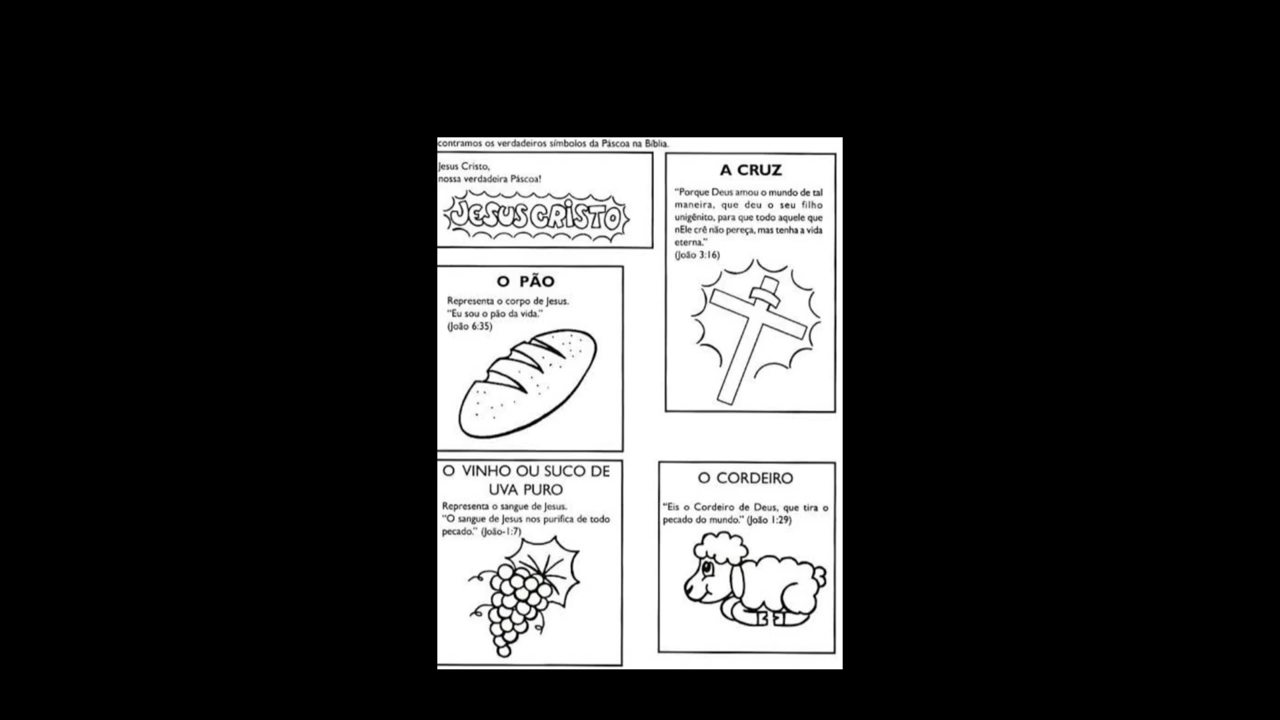 contramos os verdadeiros símbolos da Páscoa na Bíblia.
Jesus Cristo,
nossa verdadeira Páscoa!
JESUS CRISTO
A CRUZ
"Porque Deus amou o mundo de tal
maneira, que deu o seu filho
unigênito, para que todo aquele que
nEle crê não pereça, mas tenha a vida
eterna."
(João 3:16)
O PÃO
Representa o corpo de Jesus.
"Eu sou o pão da vida."
(João 6:35)
O VINHO OU SUCO DE
UVA PURO
Representa o sangue de Jesus.
"O sangue de Jesus nos purifica de todo
pecado." (João-1:7)
O CORDEIRO
"Eis o Cordeiro de Deus, que tira o
pecado do mundo." (João 1:29)